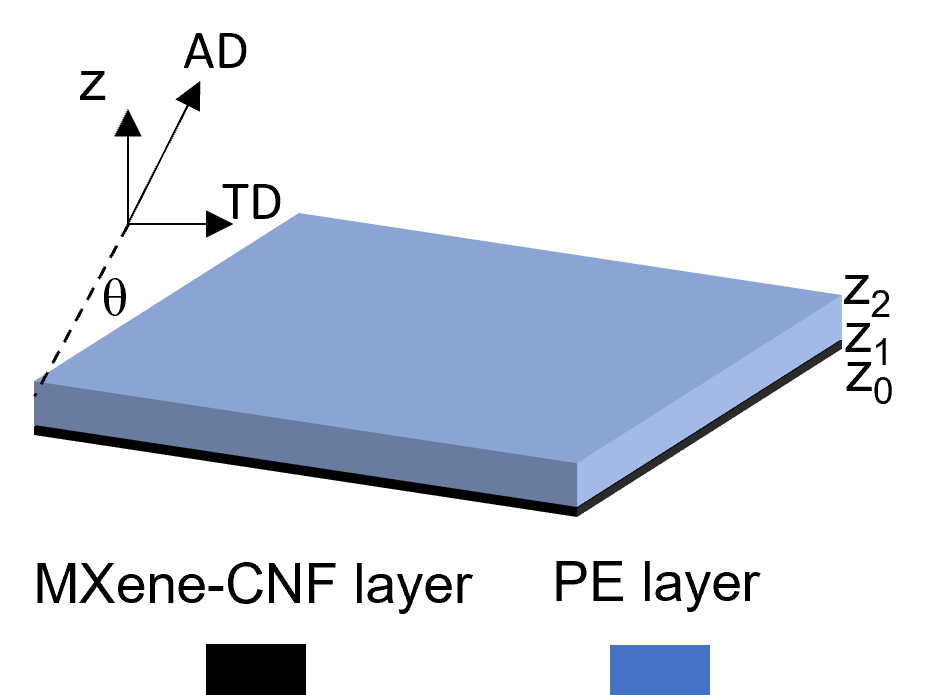 AD
Z
TD
θ
Z₂
Z₁
Z₀
MXene-CNF layer
PE layer